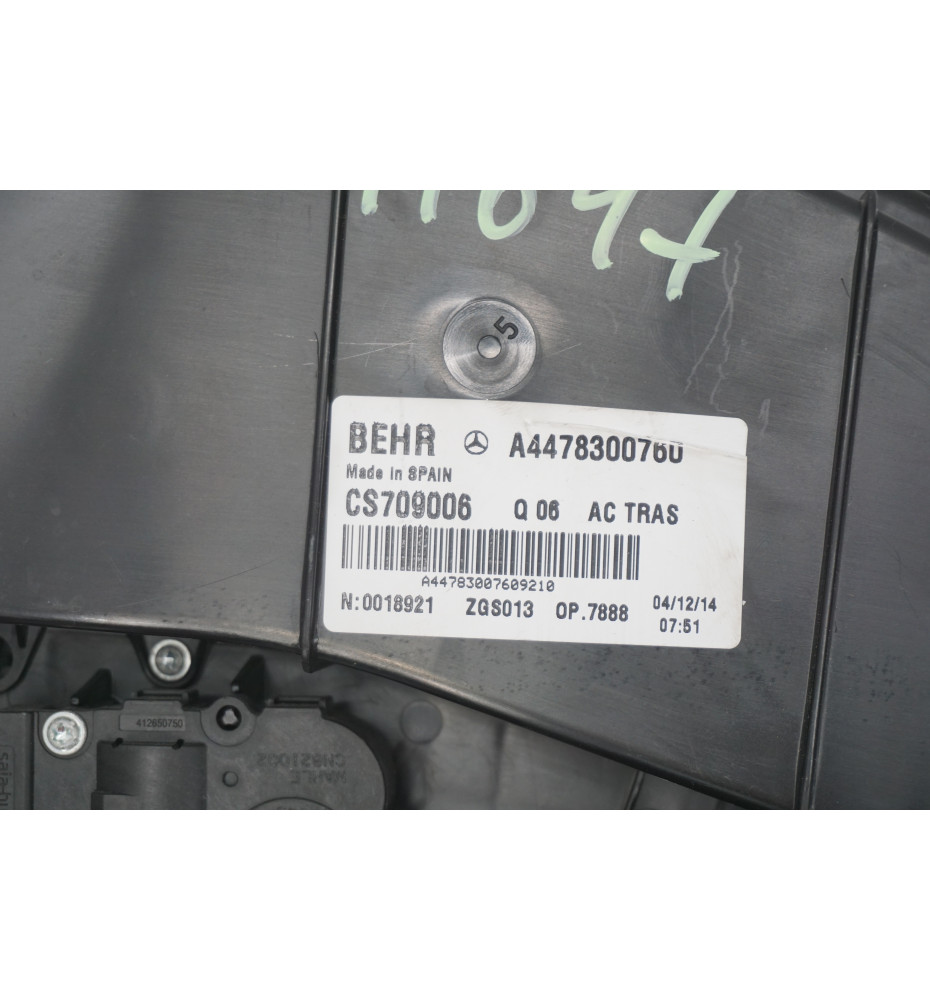 5
BEHR A4478300760
Made in SPAIN
CS709006 Q 06 AC TRAS
A44783007609210
N:0018921 ZGS013 OP.7888 04/12/14
07:51
412650750
MAHLE